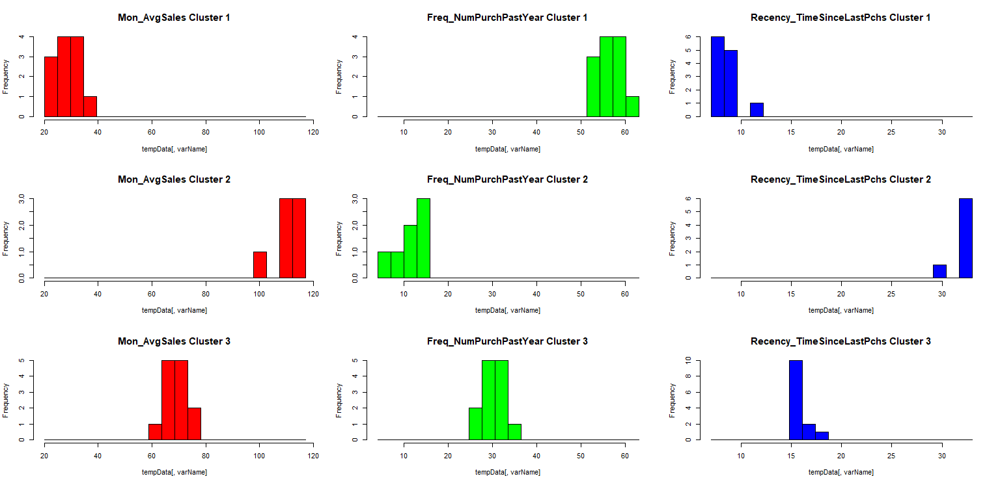 Mon_AvgSales Cluster 1
Frequency
0 1 2 3 4
20 40 60 80 100 120
tempData[, varName]
Freq_NumPurchPastYear Cluster 1
Frequency
0 1 2 3 4
10 20 30 40 50 60
tempData[, varName]
Recency_TimeSinceLastPchs Cluster 1
Frequency
0 1 2 3 4 5 6
10 15 20 25 30
tempData[, varName]
Mon_AvgSales Cluster 2
Frequency
0.0 1.0 2.0 3.0
20 40 60 80 100 120
tempData[, varName]
Freq_NumPurchPastYear Cluster 2
Frequency
0.0 1.0 2.0 3.0
10 20 30 40 50 60
tempData[, varName]
Recency_TimeSinceLastPchs Cluster 2
Frequency
0 1 2 3 4 5 6
10 15 20 25 30
tempData[, varName]
Mon_AvgSales Cluster 3
Frequency
0 1 2 3 4 5
20 40 60 80 100 120
tempData[, varName]
Freq_NumPurchPastYear Cluster 3
Frequency
0 1 2 3 4 5
10 20 30 40 50 60
tempData[, varName]
Recency_TimeSinceLastPchs Cluster 3
Frequency
0 2 4 6 8 10
10 15 20 25 30
tempData[, varName]